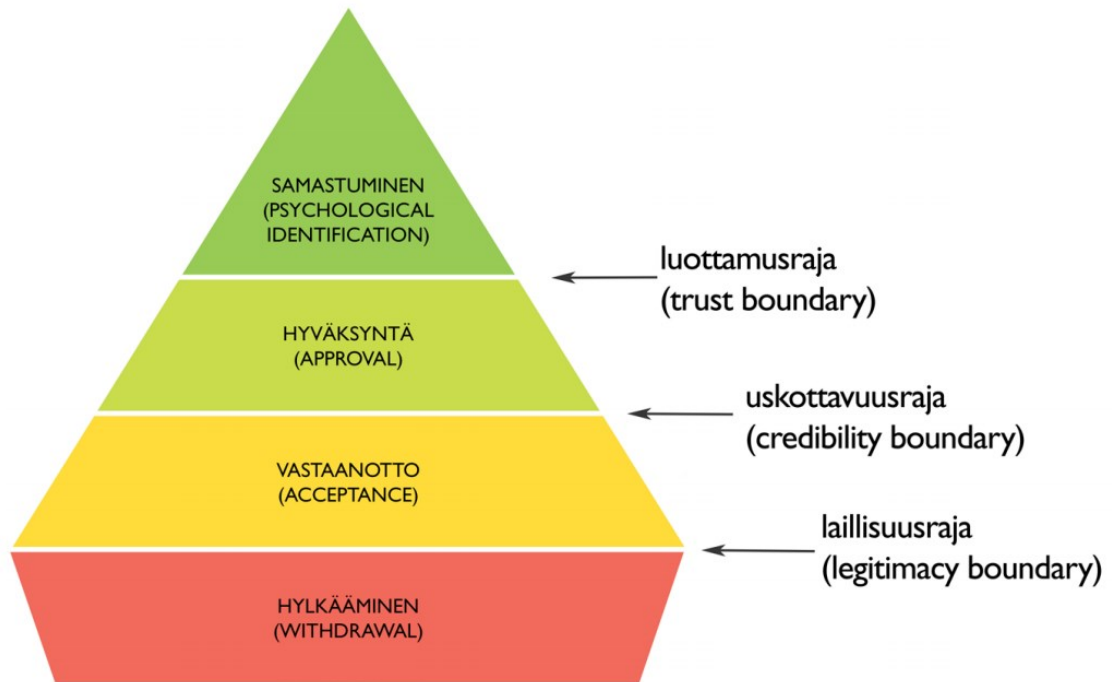 SAMASTUMINEN
(PSYCHOLOGICAL
IDENTIFICATION)
luottamusraja
(trust boundary)
HYVÄKSYNTÄ
(APPROVAL)
uskottavuusraja
(credibility boundary)
VASTAANOTTO
(ACCEPTANCE)
laillisuusraja
(legitimacy boundary)
HYLKÄÄMINEN
(WITHDRAWAL)